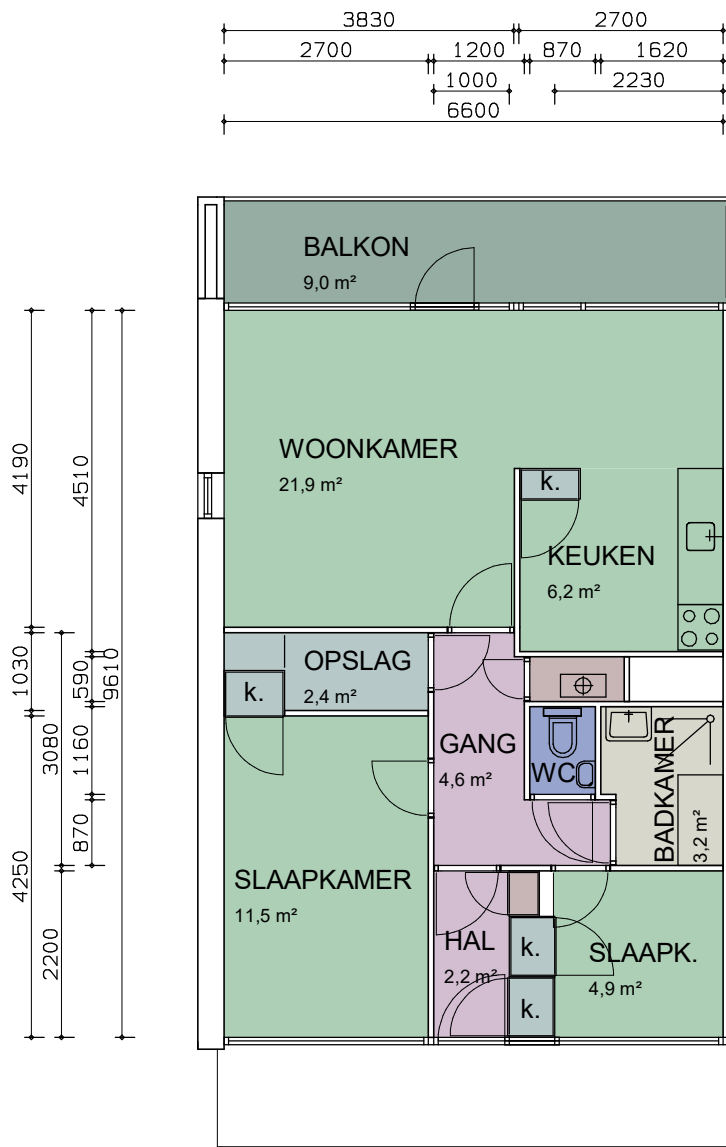 3830 2700
2700 1200 870 1620
1000 2230
6600
BALKON
9,0 m²
4190
4510
9610
WOONKAMER
21,9 m²
k.
KEUKEN
6,2 m²
1030
590
3080
1160
870
4250
2200
OPSLAG
2,4 m²
k.
GANG
4,6 m²
WC
BADKAMER
3,2 m²
SLAAPKAMER
11,5 m²
HAL
2,2 m²
k.
k.
SLAAPK.
4,9 m²